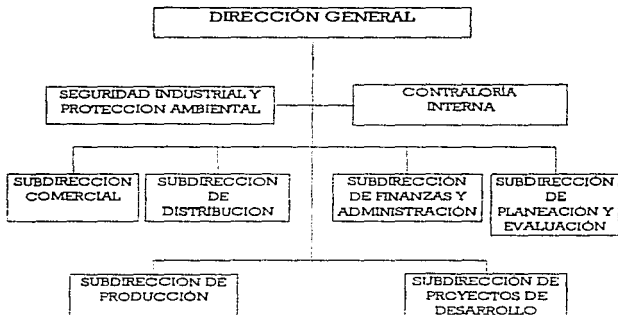 DIRECCIÓN GENERAL
SEGURIDAD INDUSTRIAL Y
PROTECCION AMBIENTAL
CONTRALORÍA
INTERNA
SUBDIRECCION
COMERCIAL
SUBDIRECCION
DE
DISTRIBUCION
SUBDIRECCIÓN
DE FINANZAS Y
ADMINISTRACIÓN
SUBDIRECCIÓN
DE
PLANEACIÓN Y
EVALUACIÓN
SUBDIRECCIÓN DE
PRODUCCIÓN
SUBDIRECCIÓN DE
PROYECTOS DE
DESARROLLO